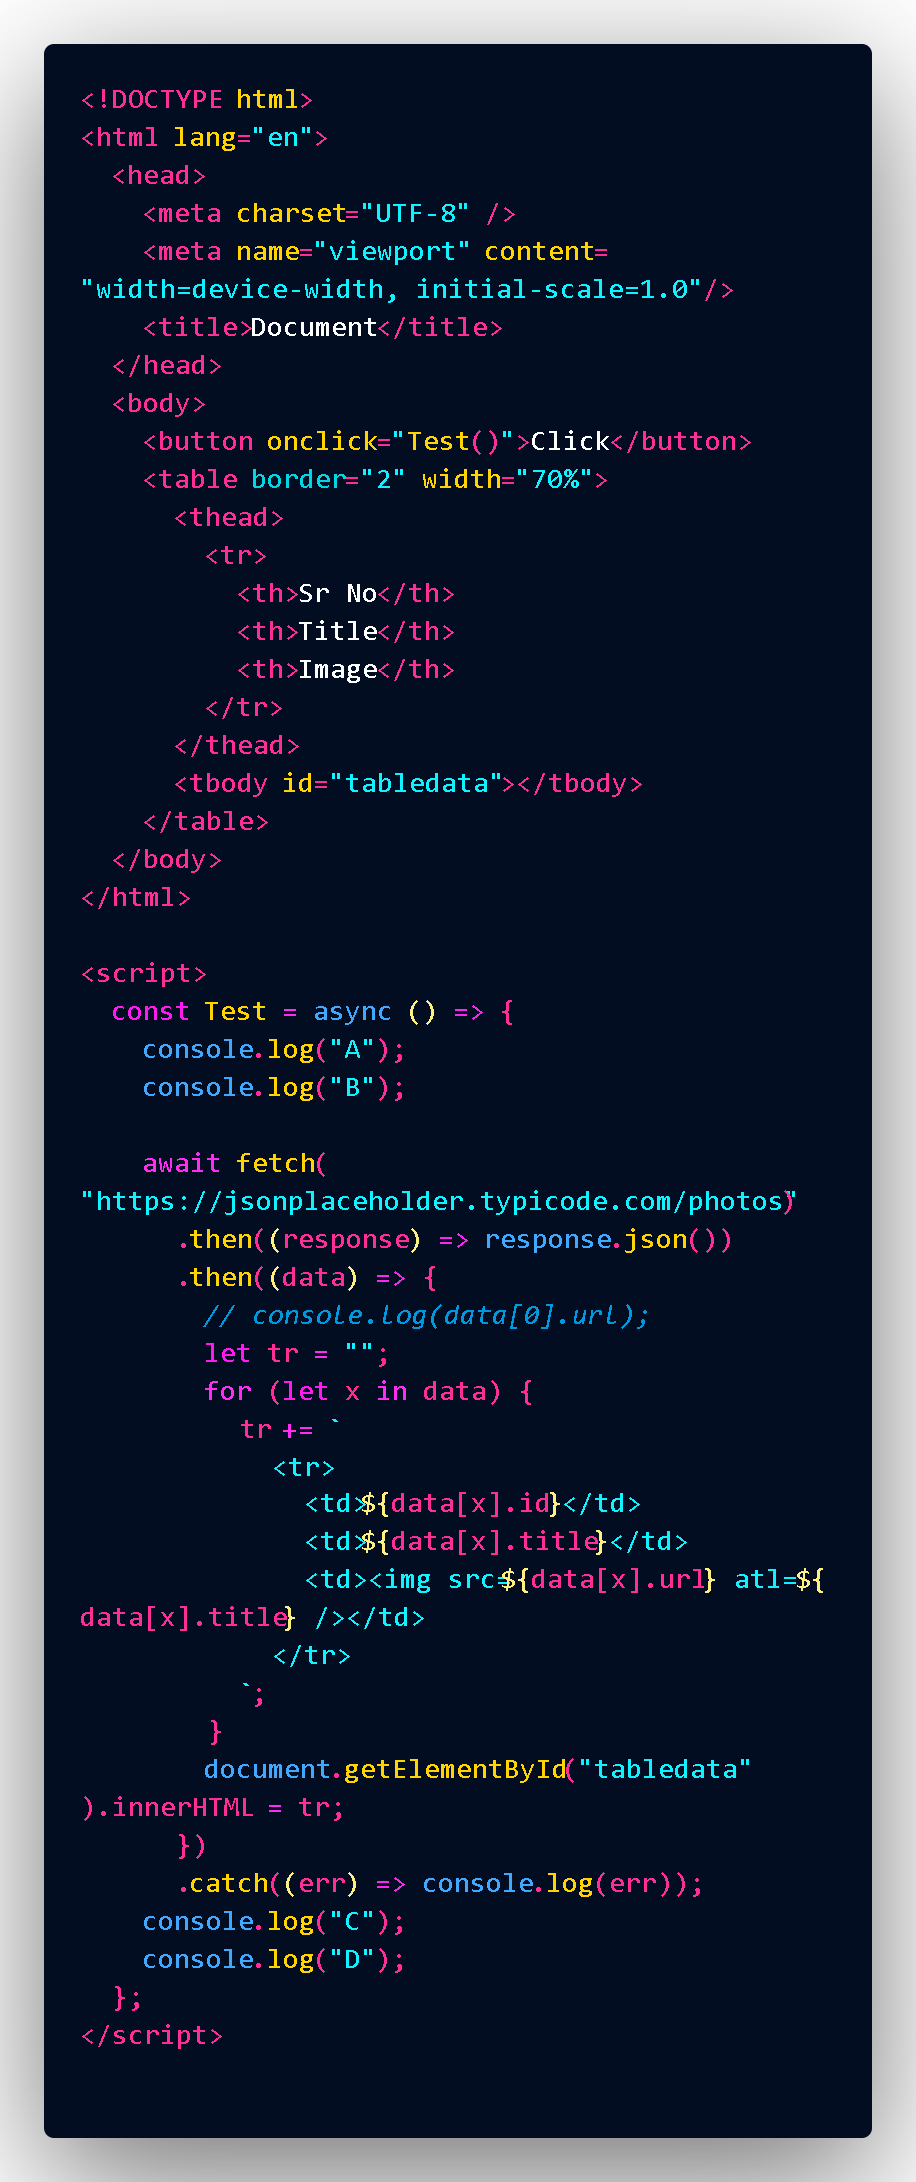 <!DOCTYPE html>
<html lang="en">
  <head>
    <meta charset="UTF-8" />
    <meta name="viewport" content=
"width=device-width, initial-scale=1.0"/>
    <title>Document</title>
  </head>
  <body>
    <button onclick="Test()">Click</button>
    <table border="2" width="70%">
      <thead>
        <tr>
          <th>Sr No</th>
          <th>Title</th>
          <th>Image</th>
        </tr>
      </thead>
      <tbody id="tabledata"></tbody>
    </table>
  </body>
</html>

<script>
  const Test = async () => {
    console.log("A");
    console.log("B");

    await fetch(
"https://jsonplaceholder.typicode.com/photos")
      .then((response) => response.json())
      .then((data) => {
        // console.log(data[0].url);
        let tr = "";
        for (let x in data) {
          tr += `
            <tr>
              <td>${data[x].id}</td>
              <td>${data[x].title}</td>
              <td><img src=${data[x].url} atl=${
data[x].title} /></td>
            </tr>
          `;
        }
        document.getElementById("tabledata"
).innerHTML = tr;
      })
      .catch((err) => console.log(err));
    console.log("C");
    console.log("D");
  };
</script>